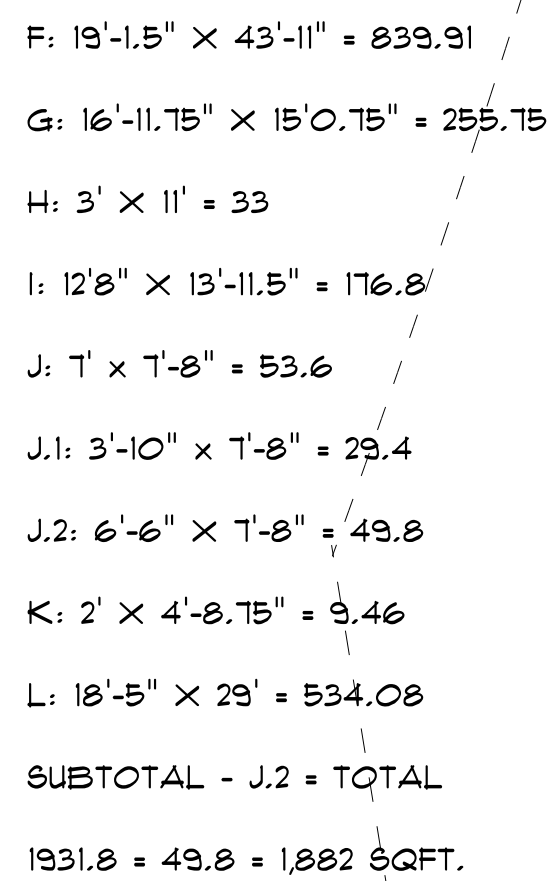 F: 19'-1.5" X 43'-11" = 839.91
G: 16'-11.75" X 15'0.75" = 255.75
H: 3' X 11' = 33
I: 12'8" X 13'-11.5" = 176.8
J: 7' x 7'-8" = 53.6
J.1: 3'-10" x 7'-8" = 29.4
J.2: 6'-6" X 7'-8" = 49.8
K: 2' X 4'-8.75" = 9.46
L: 18'-5" X 29' = 534.08
SUBTOTAL - J.2 = TOTAL
1931.8 = 49.8 = 1,882 SQFT.